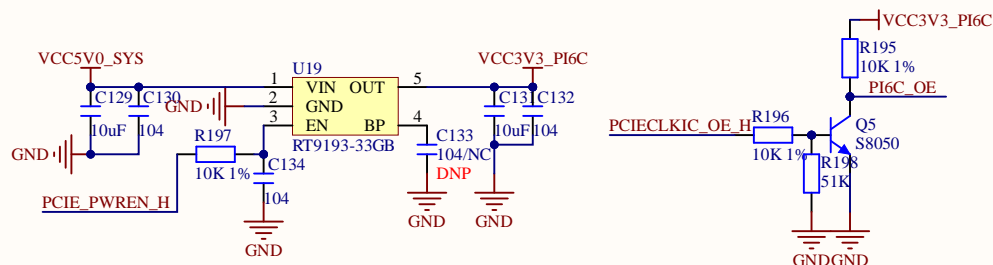 VCC5V0_SYS
C129
C130
10uF
104
GND
GND
U19
1
VIN
OUT
5
2
GND
3
EN
BP
4
RT9193-33GB
R197
10K 1%
C134
104
GND
PCIE_PWREN_H
C133
104/NC
DNP
GND
VCC3V3_PI6C
C131
C132
10uF
104
GND
VCC3V3_PI6C
R195
10K 1%
PI6C_OE
PCIECLKIC_OE_H
R196
10K 1%
Q5
S8050
R198
51K
GND
GND